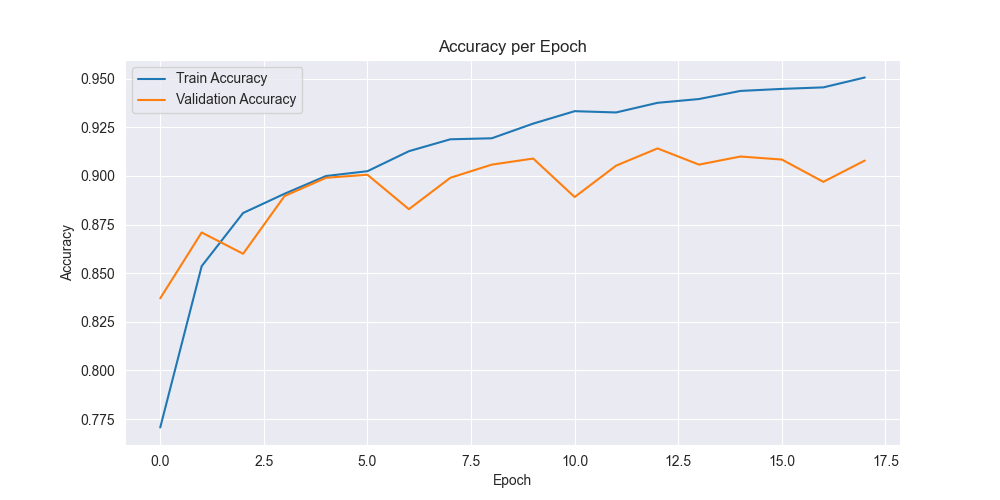 Accuracy per Epoch
Train Accuracy
Validation Accuracy
0.950
0.925
0.900
0.875
0.850
0.825
0.800
0.775
Accuracy
0.0 2.5 5.0 7.5 10.0 12.5 15.0 17.5
Epoch